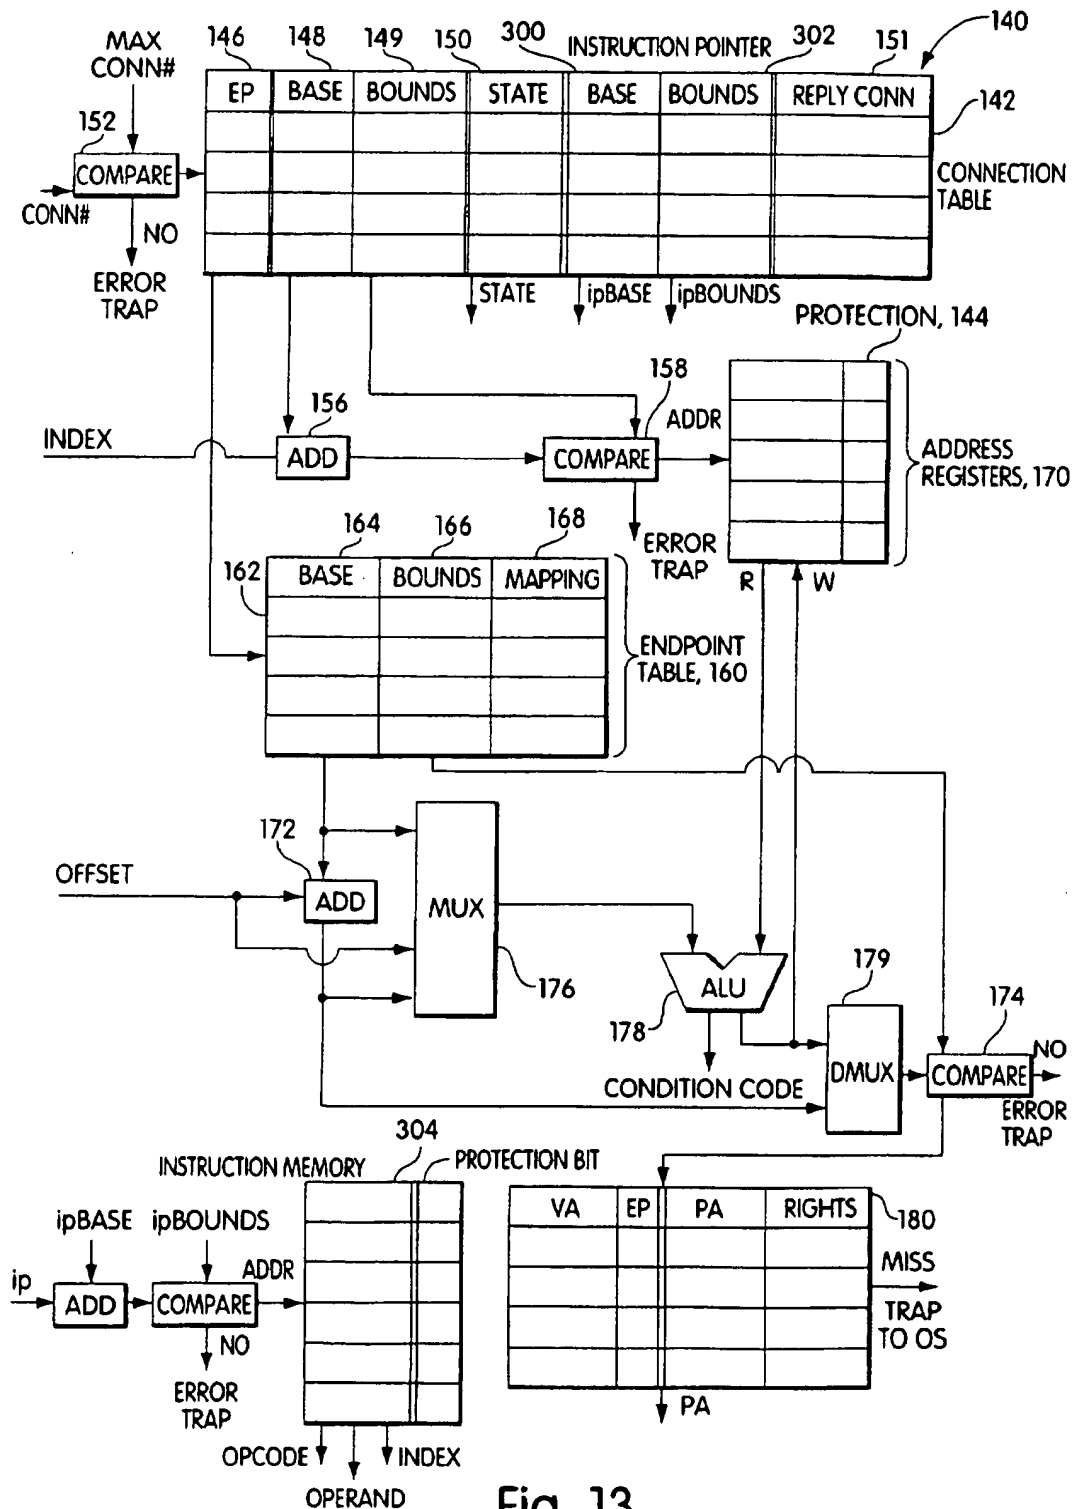 146 148 149 150 300 INSTRUCTION POINTER 302 151 140
MAX
CONN#
EP BASE BOUNDS STATE BASE BOUNDS REPLY CONN
142
152
COMPARE
CONN#
CONNECTION
TABLE
NO
ERROR
TRAP
STATE ipBASE ipBOUNDS
PROTECTION, 144
158
156
ADDR
INDEX
ADD
COMPARE
ADDRESS
REGISTERS, 170
164 166 168
ERROR
TRAP
R W
162
BASE BOUNDS MAPPING
ENDPOINT
TABLE, 160
172
OFFSET
ADD
MUX
176
ALU
178
179
174
CONDITION CODE
DMUX
COMPARE
NO
ERROR
TRAP
304
INSTRUCTION MEMORY
PROTECTION BIT
VA EP PA RIGHTS
180
ipBASE ipBOUNDS
ADDR
ip
ADD
COMPARE
MISS
TRAP
TO OS
NO
ERROR
TRAP
PA
OPCODE
INDEX
OPERAND
Fig. 13